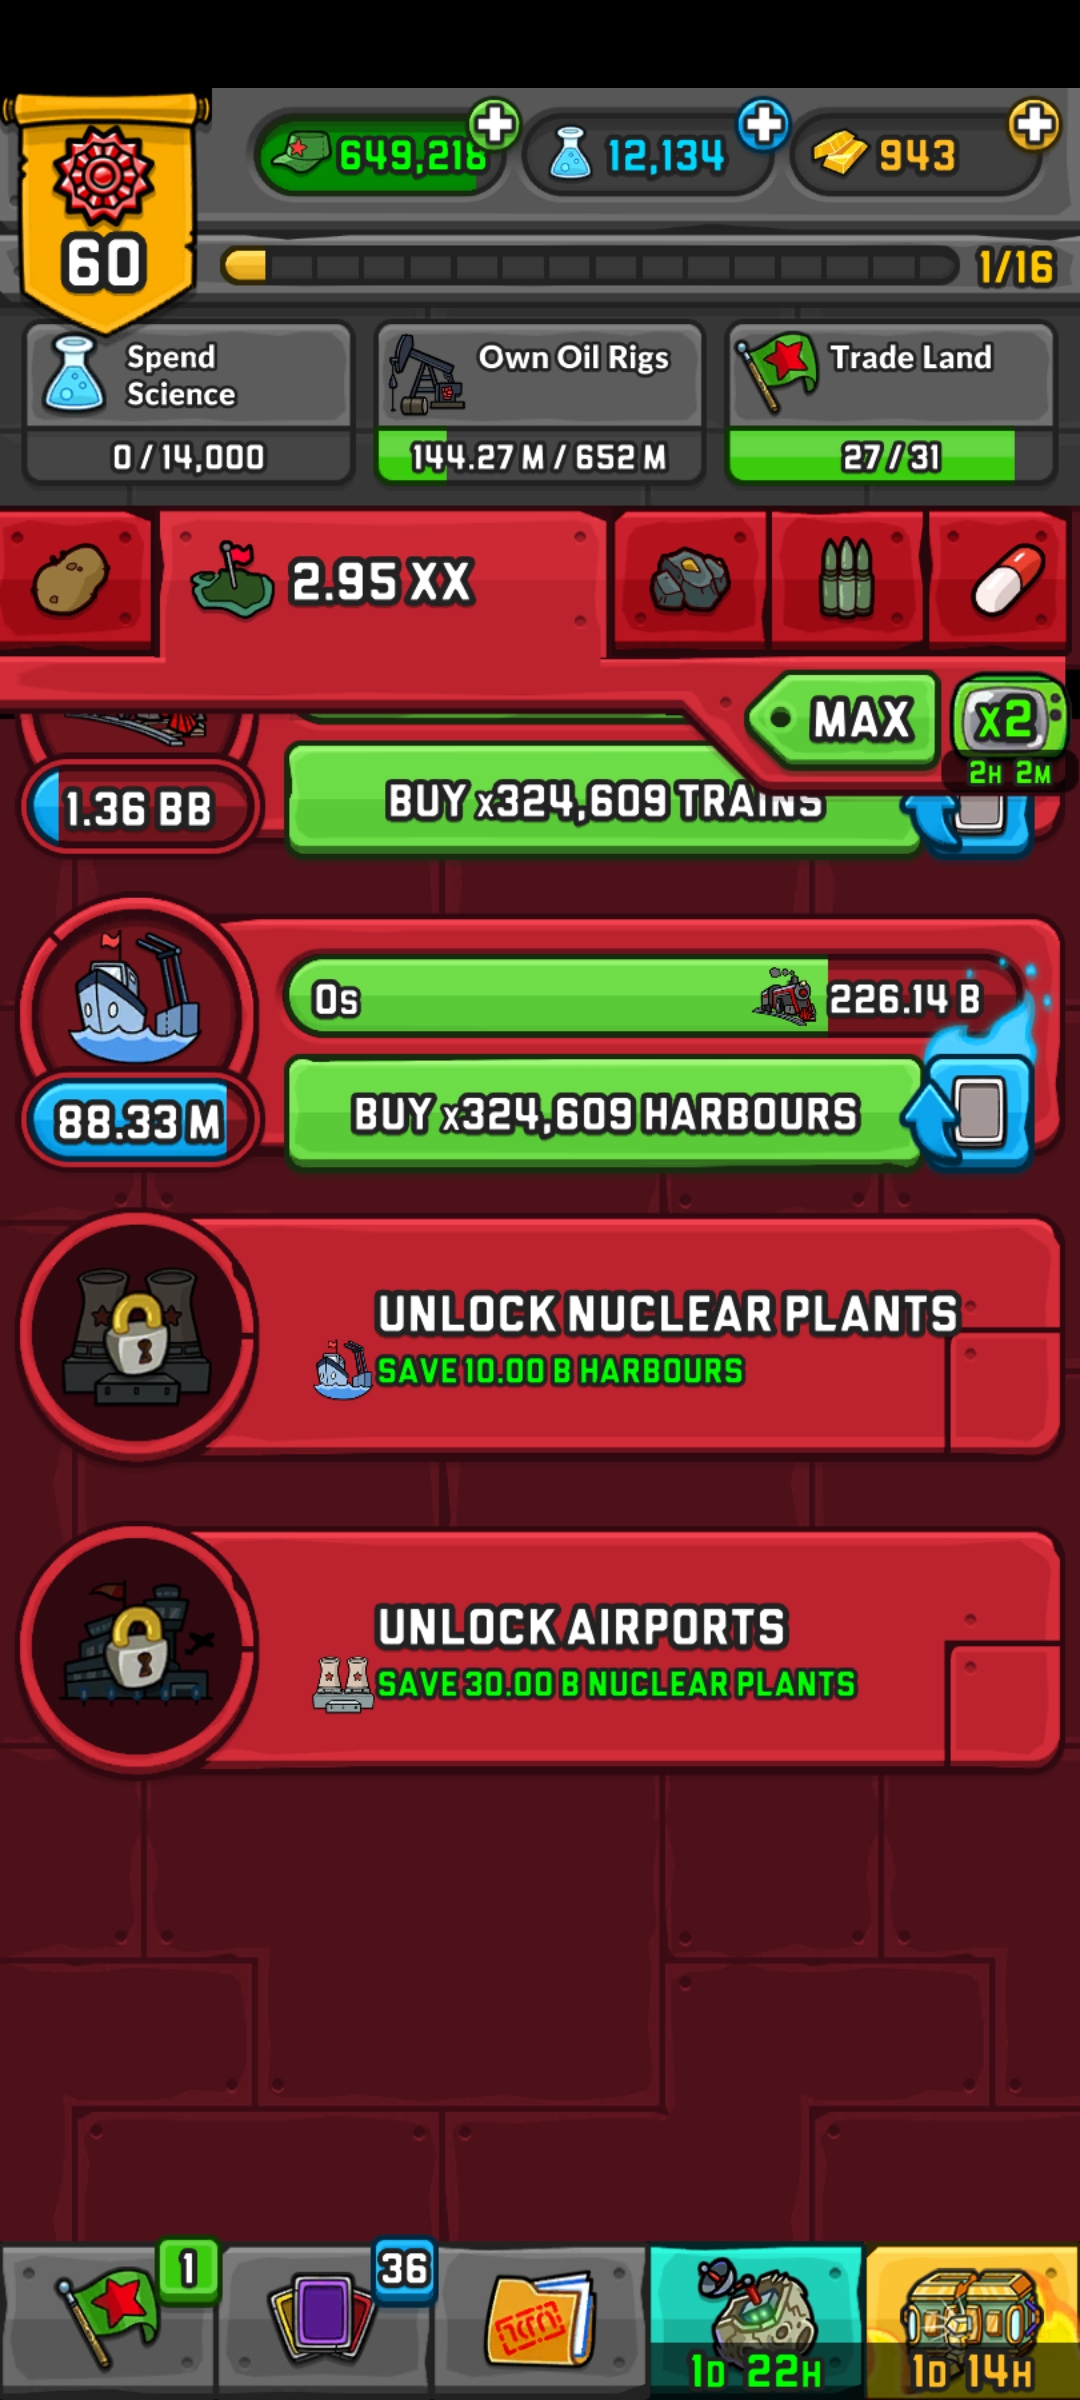 649,218
12,134
943
60
1/16
Spend
Science
0/14,000
Own Oil Rigs
144.27 M / 652 M
Trade Land
27/31
2.95 XX
MAX
x2
2H 2M
1.36 BB
BUY x324,609 TRAINS
0s
226.14 B
88.33 M
BUY x324,609 HARBOURS
UNLOCK NUCLEAR PLANTS
SAVE 10.00 B HARBOURS
UNLOCK AIRPORTS
SAVE 30.00 B NUCLEAR PLANTS
1
36
1D 22H
1D 14H